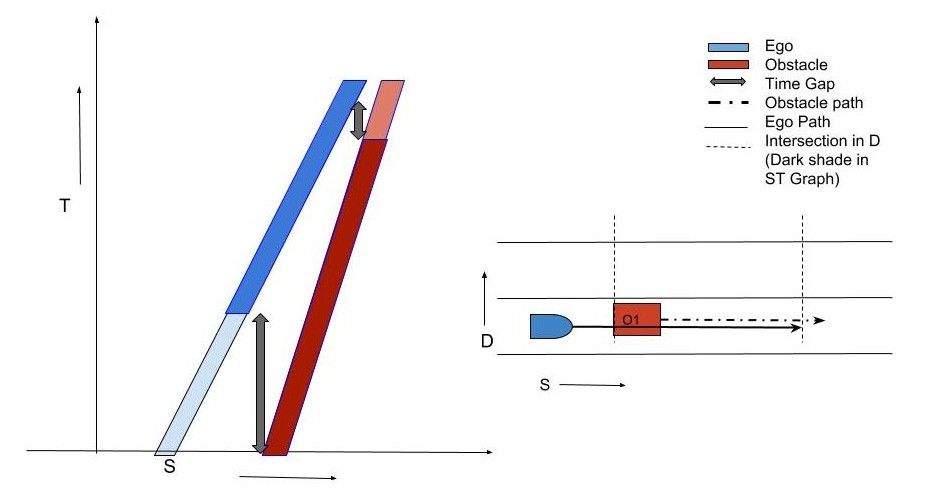 Ego
Obstacle
Time Gap
Obstacle path
Ego Path
Intersection in D
(Dark shade in
ST Graph)
T
S
D
O1
S